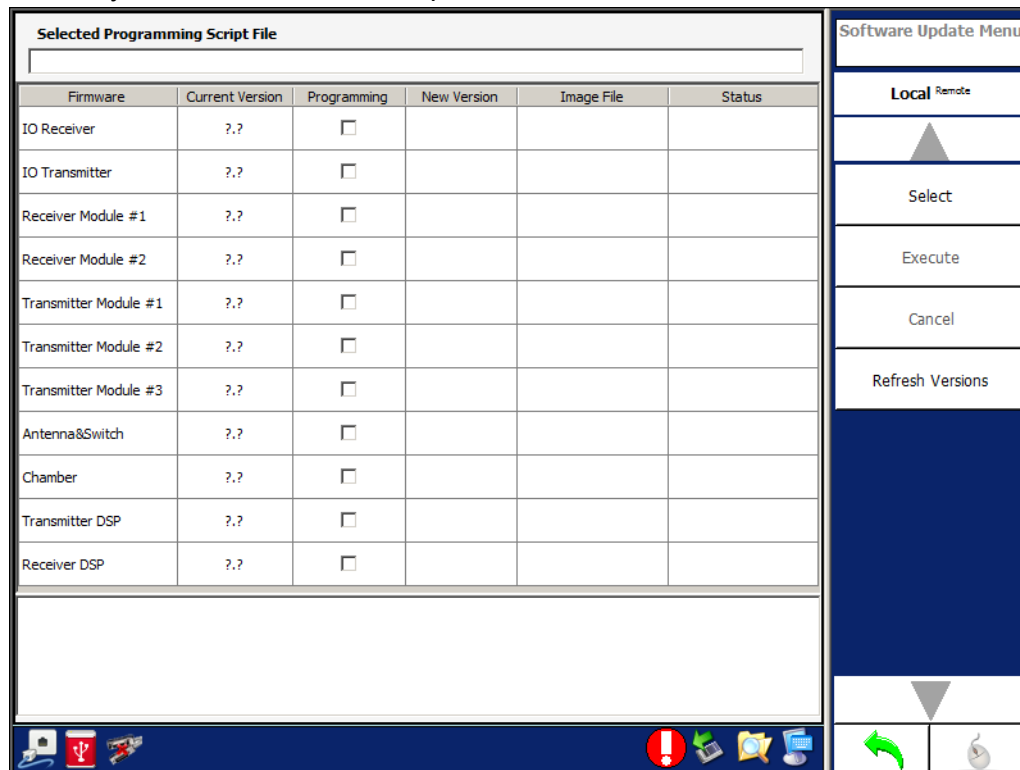 Selected Programming Script File
Firmware Current Version Programming New Version Image File Status
IO Receiver ?.?
IO Transmitter ?.?
Receiver Module #1 ?.?
Receiver Module #2 ?.?
Transmitter Module #1 ?.?
Transmitter Module #2 ?.?
Transmitter Module #3 ?.?
Antenna&Switch ?.?
Chamber ?.?
Transmitter DSP ?.?
Receiver DSP ?.?
Software Update Menu
Local Remote
Select
Execute
Cancel
Refresh Versions